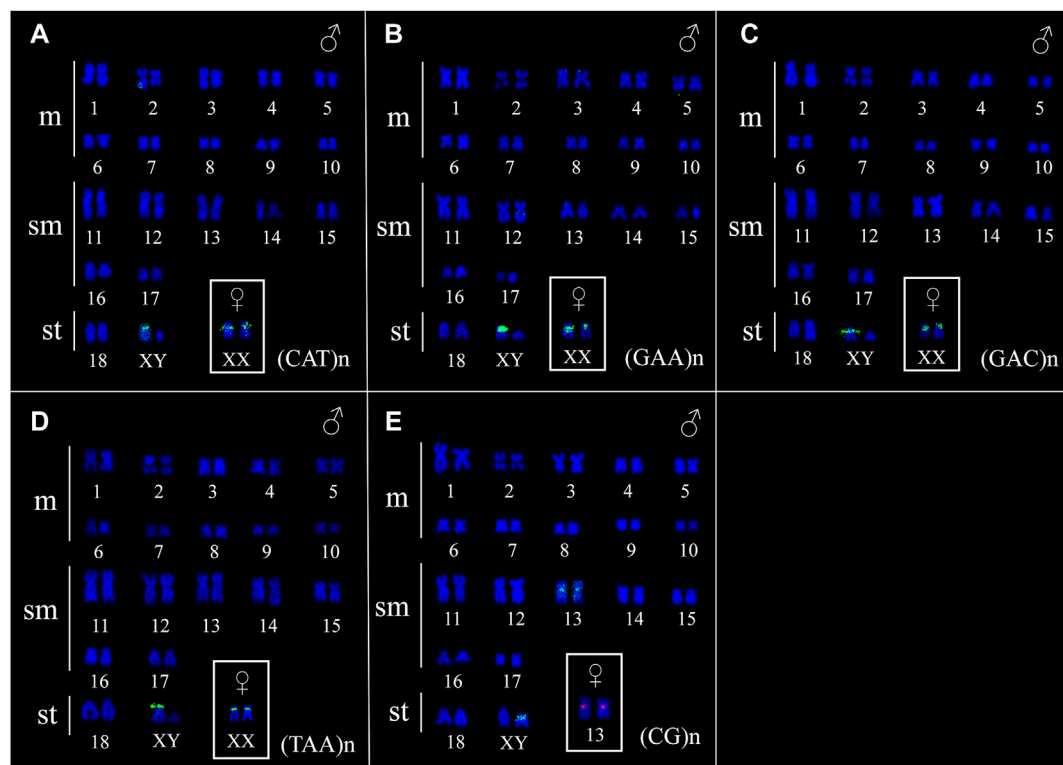 A ♂
m
1 2 3 4 5
6 7 8 9 10
sm
11 12 13 14 15
16 17
♀
st
18 XY XX (CAT)n
B ♂
m
1 2 3 4 5
6 7 8 9 10
sm
11 12 13 14 15
16 17
♀
st
18 XY XX (GAA)n
C ♂
m
1 2 3 4 5
6 7 8 9 10
sm
11 12 13 14 15
16 17
♀
st
18 XY XX (GAC)n
D ♂
m
1 2 3 4 5
6 7 8 9 10
sm
11 12 13 14 15
16 17
♀
st
18 XY XX (TAA)n
E ♂
m
1 2 3 4 5
6 7 8 9 10
sm
11 12 13 14 15
16 17
♀
st
18 XY 13 (CG)n